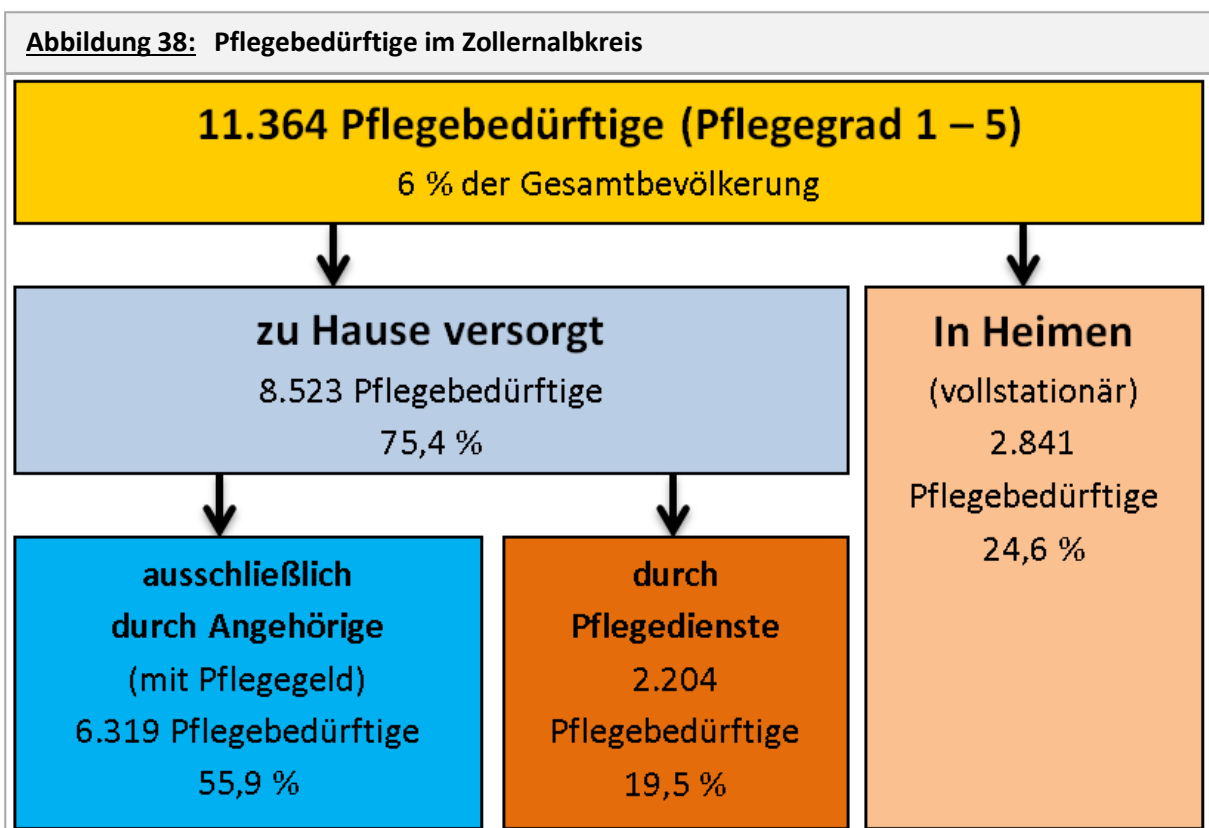 Abbildung 38: Pflegebedürftige im Zollernalbkreis
11.364 Pflegebedürftige (Pflegegrad 1 – 5)
6 % der Gesamtbevölkerung
zu Hause versorgt
8.523 Pflegebedürftige
75,4 %
In Heimen
(vollstationär)
2.841
Pflegebedürftige
24,6 %
ausschließlich
durch Angehörige
(mit Pflegegeld)
6.319 Pflegebedürftige
55,9 %
durch
Pflegedienste
2.204
Pflegebedürftige
19,5 %